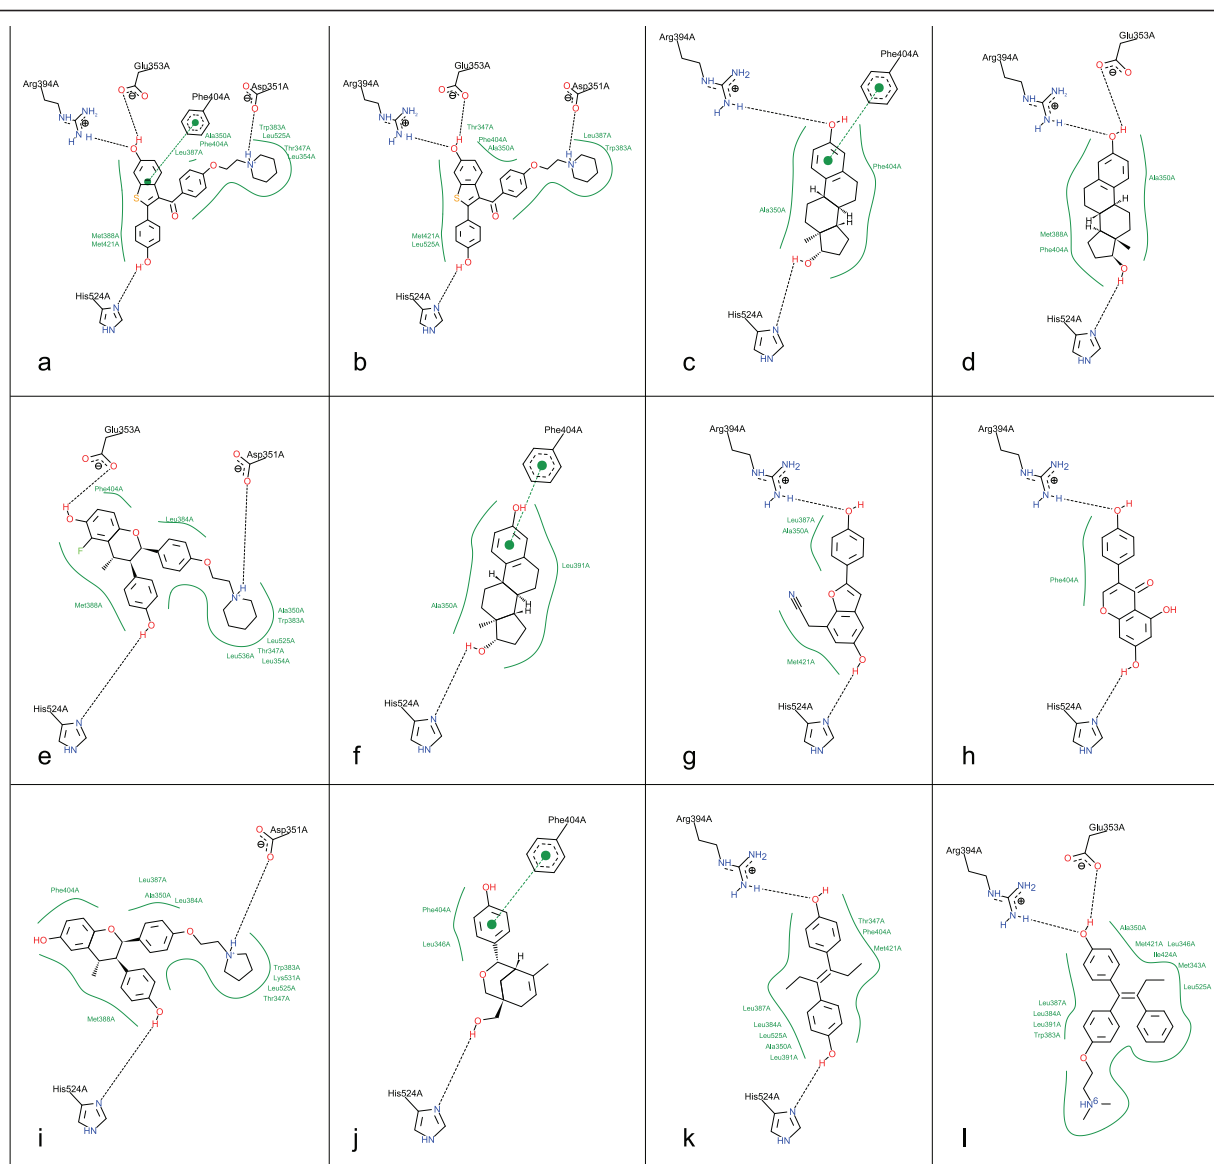 Glu353A
Arg394A
Phe404A
Asp351A
Ala350A
Phe404A
Leu387A
Trp383A
Leu525A
Thr347A
Leu354A
Met388A
Met421A
His524A
a
Glu353A
Arg394A
Asp351A
Thr347A
Phe404A
Ala350A
Leu387A
Trp383A
Met421A
Leu525A
His524A
b
Arg394A
Phe404A
Phe404A
Ala350A
His524A
c
Glu353A
Arg394A
Ala350A
Met388A
Phe404A
His524A
d
Glu353A
Asp351A
Phe404A
Leu384A
Met388A
Ala350A
Trp383A
Leu525A
Thr347A
Leu536A
Leu354A
His524A
e
Phe404A
Leu391A
Ala350A
His524A
f
Arg394A
Leu387A
Ala350A
Met421A
His524A
g
Arg394A
Phe404A
His524A
h
Asp351A
Leu387A
Phe404A
Ala350A
Leu384A
Trp383A
Lys531A
Leu525A
Thr347A
Met388A
His524A
i
Phe404A
Phe404A
Leu346A
His524A
j
Arg394A
Thr347A
Phe404A
Met421A
Leu387A
Leu384A
Leu525A
Ala350A
Leu391A
His524A
k
Glu353A
Arg394A
Ala350A
Met421A Leu346A
Ile424A
Met343A
Leu525A
Leu387A
Leu384A
Leu391A
Trp383A
l